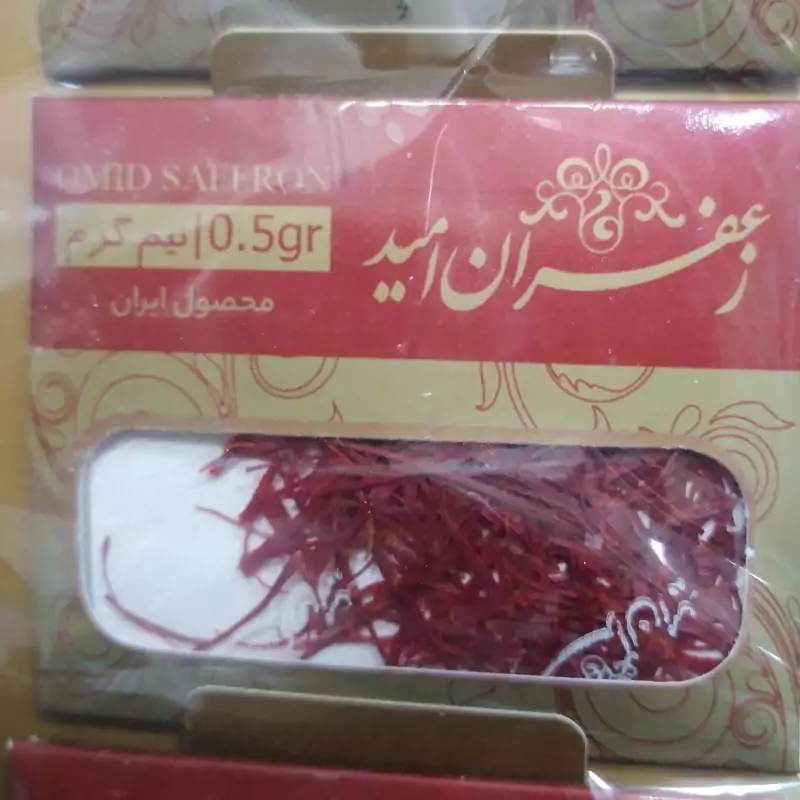 OMID SAFFRON
زعفران امید
نیم گرم | 0.5gr
محصول ایران